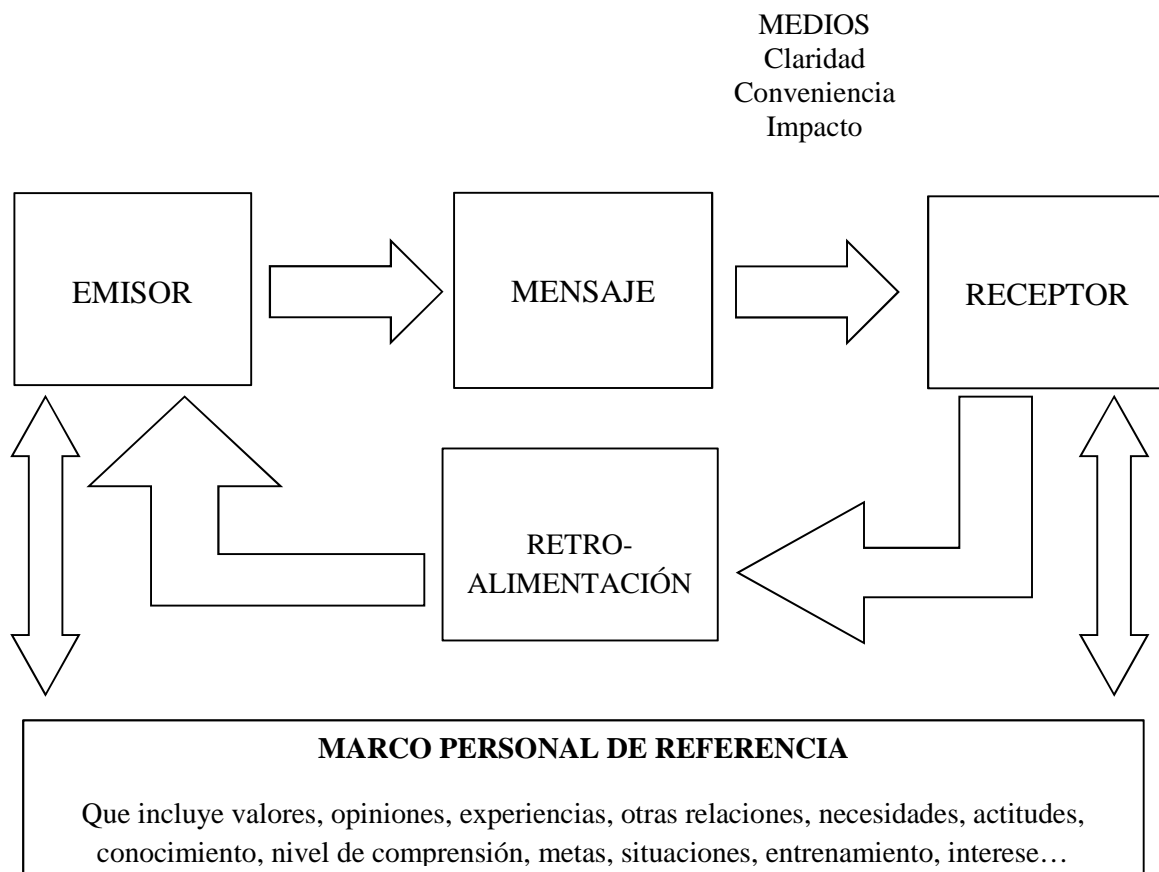 MEDIOS
Claridad
Conveniencia
Impacto
EMISOR
MENSAJE
RECEPTOR
RETRO-
ALIMENTACIÓN
MARCO PERSONAL DE REFERENCIA
Que incluye valores, opiniones, experiencias, otras relaciones, necesidades, actitudes,
conocimiento, nivel de comprensión, metas, situaciones, entrenamiento, interese…